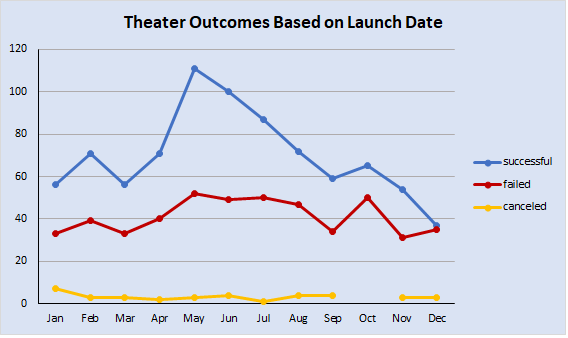 Theater Outcomes Based on Launch Date
120
100
80
60
40
20
0
Jan Feb Mar Apr May Jun Jul Aug Sep Oct Nov Dec
successful
failed
canceled